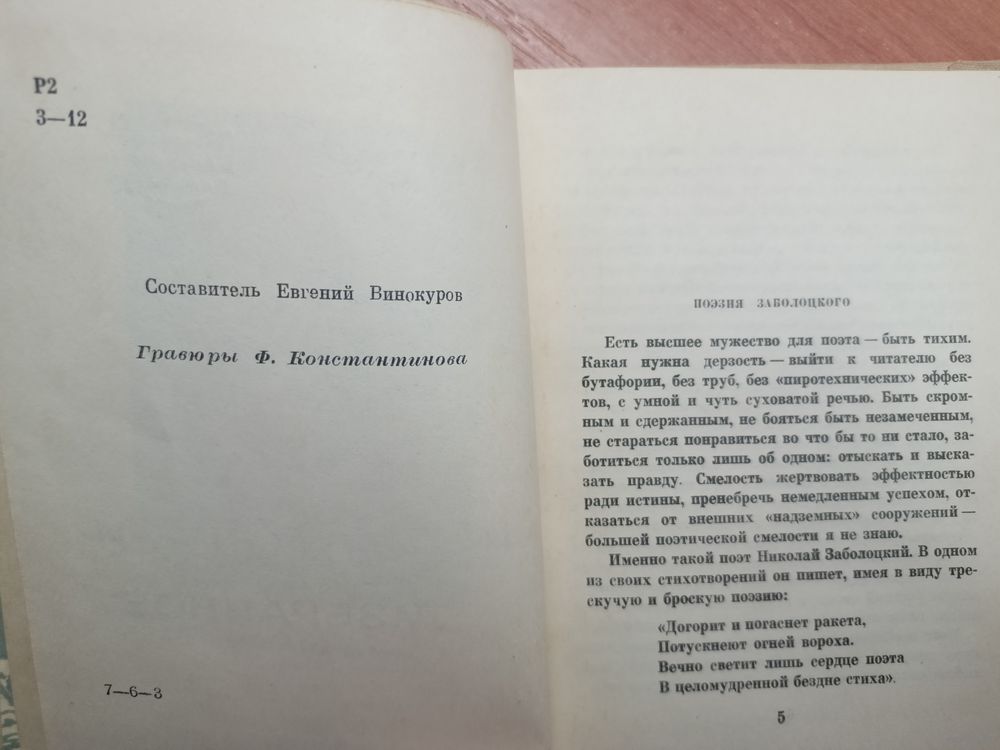 Р2
З—12
Составитель Евгений Винокуров
Гравюры Ф. Константинова
7—6—3
ПОЭЗИЯ ЗАБОЛОЦКОГО
Есть высшее мужество для поэта — быть тихим.
Какая нужна дерзость — выйти к читателю без
бутафории, без труб, без «пиротехнических» эффек-
тов, с умной и чуть суховатой речью. Быть скром-
ным и сдержанным, не бояться быть незамеченным,
не стараться понравиться во что бы то ни стало, за-
ботиться только лишь об одном: отыскать и выска-
зать правду. Смелость жертвовать эффектностью
ради истины, пренебречь немедленным успехом, от-
казаться от внешних «надземных» сооружений —
большей поэтической смелости я не знаю.
Именно такой поэт Николай Заболоцкий. В одном
из своих стихотворений он пишет, имея в виду тре-
скучую и броскую поэзию:
«Догорит и погаснет ракета,
Потускнеют огней вороха.
Вечно светит лишь сердце поэта
В целомудренной бездне стиха».
5